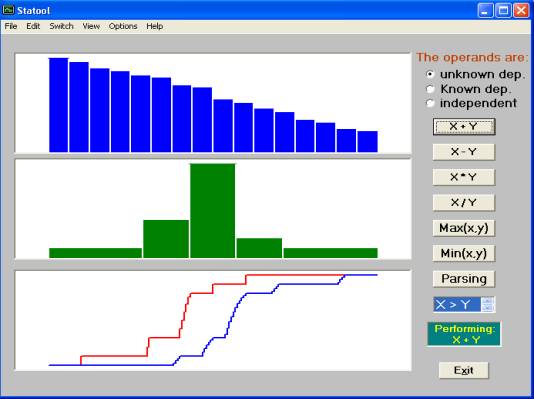 Statool
File Edit Switch View Options Help
The operands are:
unknown dep.
Known dep.
independent
X + Y
X - Y
X * Y
X / Y
Max(x,y)
Min(x,y)
Parsing
X > Y
Performing:
X + Y
Exit